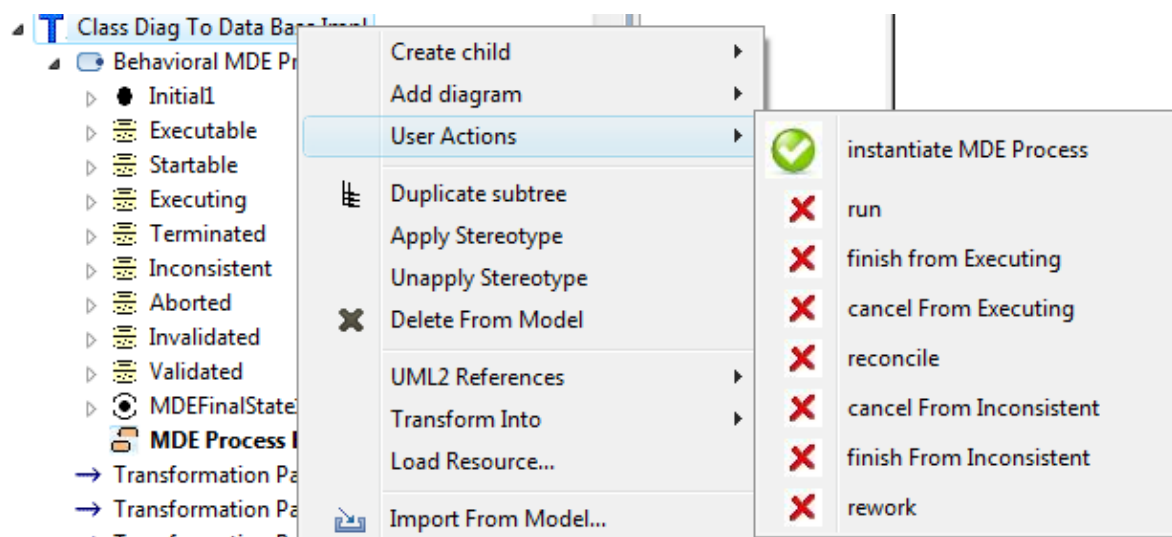 Class Diag To Data Base Impl
Behavioral MDE Pr
Initial1
Executable
Startable
Executing
Terminated
Inconsistent
Aborted
Invalidated
Validated
MDEFinalState
MDE Process
Transformation Pa
Transformation Pa
Create child
Add diagram
User Actions
Duplicate subtree
Apply Stereotype
Unapply Stereotype
Delete From Model
UML2 References
Transform Into
Load Resource...
Import From Model...
instantiate MDE Process
run
finish from Executing
cancel From Executing
reconcile
cancel From Inconsistent
finish From Inconsistent
rework